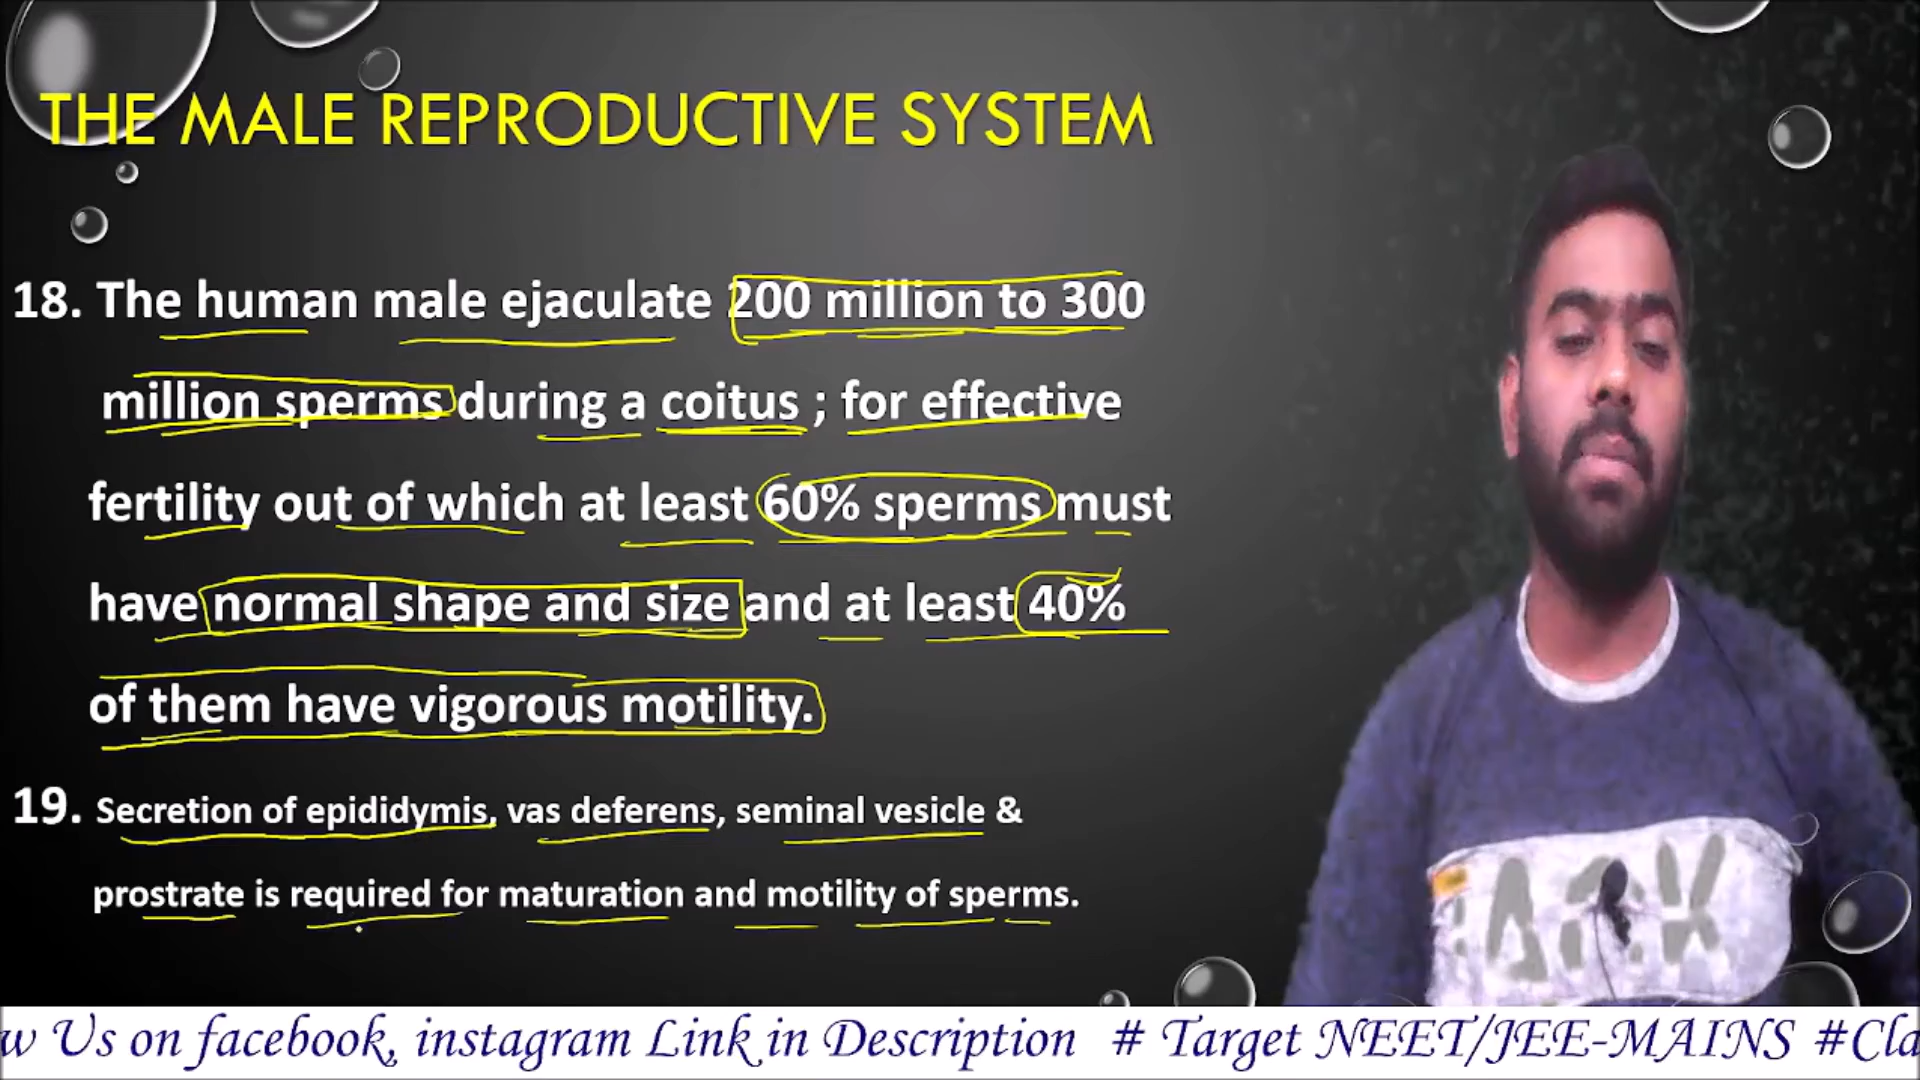 THE MALE REPRODUCTIVE SYSTEM
18. The human male ejaculate 200 million to 300
million sperms during a coitus ; for effective
fertility out of which at least 60% sperms must
have normal shape and size and at least 40%
of them have vigorous motility.
19. Secretion of epididymis, vas deferens, seminal vesicle &
prostrate is required for maturation and motility of sperms.
w Us on facebook, instagram Link in Description # Target NEET/JEE-MAINS #Cla